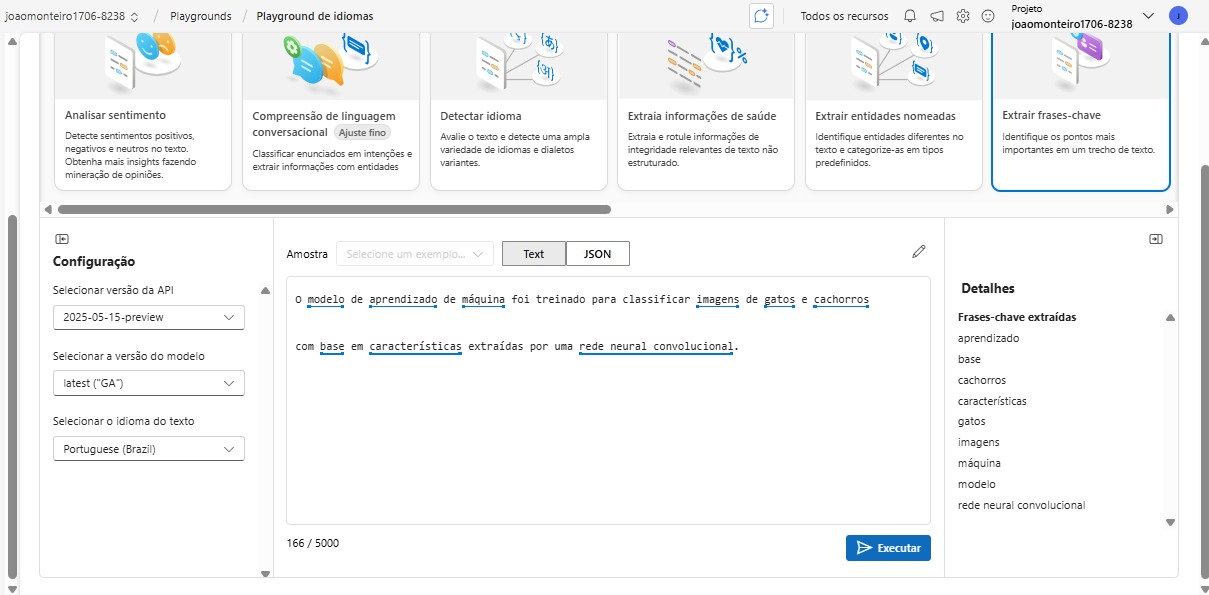 joaomonteiro1706-8238 / Playgrounds / Playground de idiomas
Todos os recursos
Projeto
joaomonteiro1706-8238
J
Analisar sentimento
Detecte sentimentos positivos,
negativos e neutros no texto.
Obtenha mais insights fazendo
mineração de opiniões.
Compreensão de linguagem
conversacional Ajuste fino
Classificar enunciados em intenções e
extrair informações com entidades
Detectar idioma
Avalie o texto e detecte uma ampla
variedade de idiomas e dialetos
variantes.
Extraia informações de saúde
Extraia e rotule informações de
integridade relevantes de texto não
estruturado.
Extrair entidades nomeadas
Identifique entidades diferentes no
texto e categorize-as em tipos
predefinidos.
Extrair frases-chave
Identifique os pontos mais
importantes em um trecho de texto.
Configuração
Selecionar versão da API
2025-05-15-preview
Selecionar a versão do modelo
latest ("GA")
Selecionar o idioma do texto
Portuguese (Brazil)
Amostra Selecione um exemplo... Text JSON
O modelo de aprendizado de máquina foi treinado para classificar imagens de gatos e cachorros
com base em características extraídas por uma rede neural convolucional.
166 / 5000
Executar
Detalhes
Frases-chave extraídas
aprendizado
base
cachorros
características
gatos
imagens
máquina
modelo
rede neural convolucional